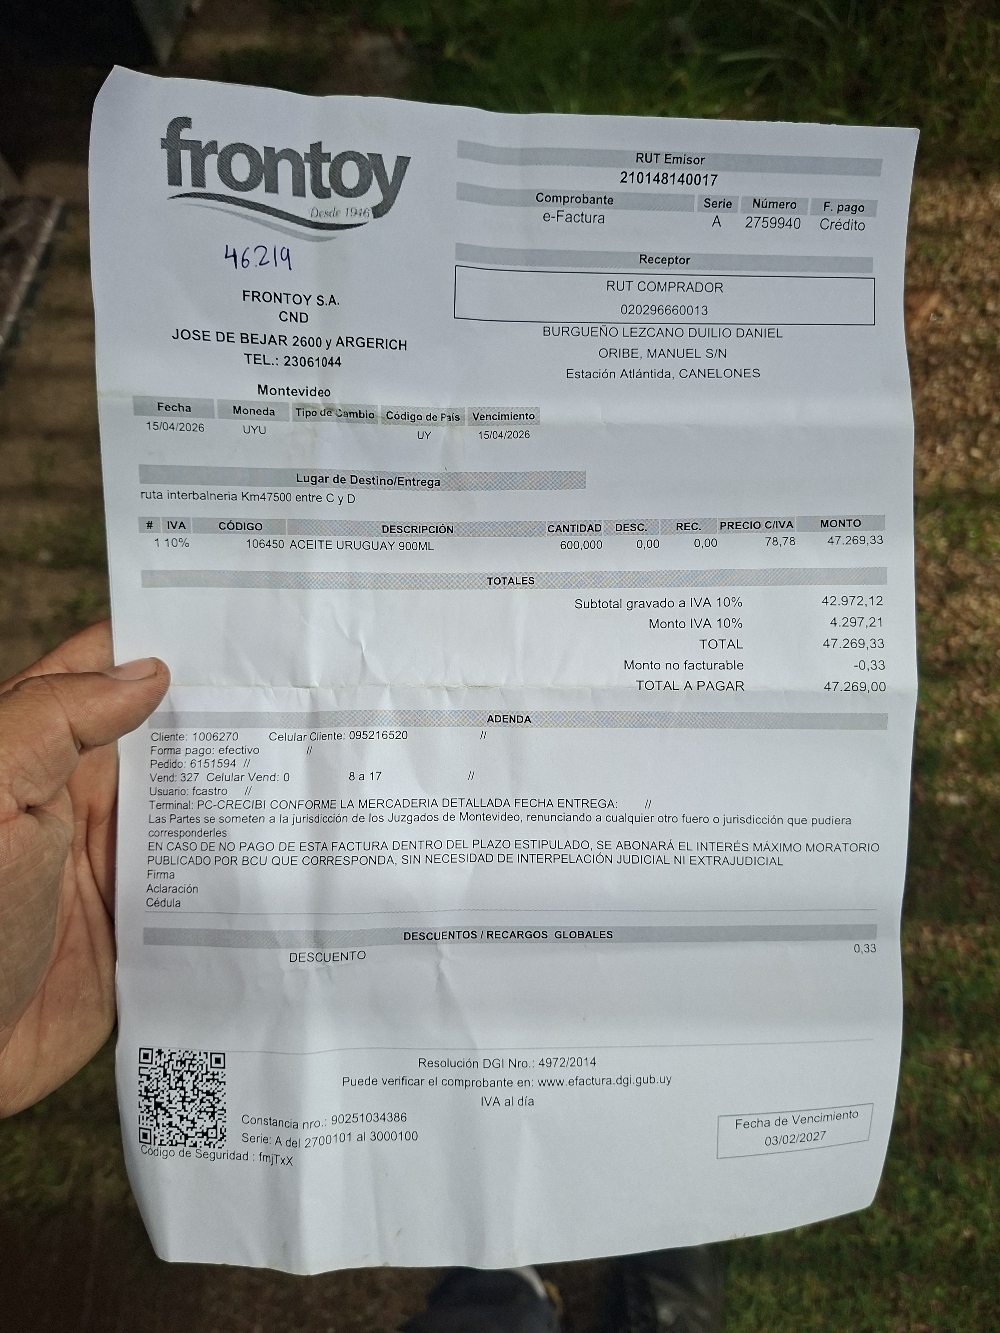 frontoy
Desde 1946
46219
FRONTOY S.A.
CND
JOSE DE BEJAR 2600 y ARGERICH
TEL.: 23061044
Montevideo
RUT Emisor
210148140017
Comprobante Serie Número F. pago
e-Factura A 2759940 Crédito
Receptor
RUT COMPRADOR
020296660013
BURGUEÑO LEZCANO DUILIO DANIEL
ORIBE, MANUEL S/N
Estación Atlántida, CANELONES
Fecha Moneda Tipo de Cambio Código de País Vencimiento
15/04/2026 UYU UY 15/04/2026
Lugar de Destino/Entrega
ruta interbalneria Km47500 entre C y D
# IVA CÓDIGO DESCRIPCIÓN CANTIDAD DESC. REC. PRECIO C/IVA MONTO
1 10% 106450 ACEITE URUGUAY 900ML 600,000 0,00 0,00 78,78 47.269,33
TOTALES
Subtotal gravado a IVA 10% 42.972,12
Monto IVA 10% 4.297,21
TOTAL 47.269,33
Monto no facturable -0,33
TOTAL A PAGAR 47.269,00
ADENDA
Cliente: 1006270 Celular Cliente: 095216520 //
Forma pago: efectivo //
Pedido: 6151594 //
Vend: 327 Celular Vend: 0 8 a 17 //
Usuario: fcastro //
Terminal: PC-CRECIBI CONFORME LA MERCADERIA DETALLADA FECHA ENTREGA: //
Las Partes se someten a la jurisdicción de los Juzgados de Montevideo, renunciando a cualquier otro fuero o jurisdicción que pudiera
corresponderles
EN CASO DE NO PAGO DE ESTA FACTURA DENTRO DEL PLAZO ESTIPULADO, SE ABONARÁ EL INTERÉS MÁXIMO MORATORIO
PUBLICADO POR BCU QUE CORRESPONDA, SIN NECESIDAD DE INTERPELACIÓN JUDICIAL NI EXTRAJUDICIAL
Firma
Aclaración
Cédula
DESCUENTOS / RECARGOS GLOBALES
DESCUENTO 0,33
Resolución DGI Nro.: 4972/2014
Puede verificar el comprobante en: www.efactura.dgi.gub.uy
IVA al día
Constancia nro.: 90251034386
Serie: A del 2700101 al 3000100
Código de Seguridad : fmjTxX
Fecha de Vencimiento
03/02/2027